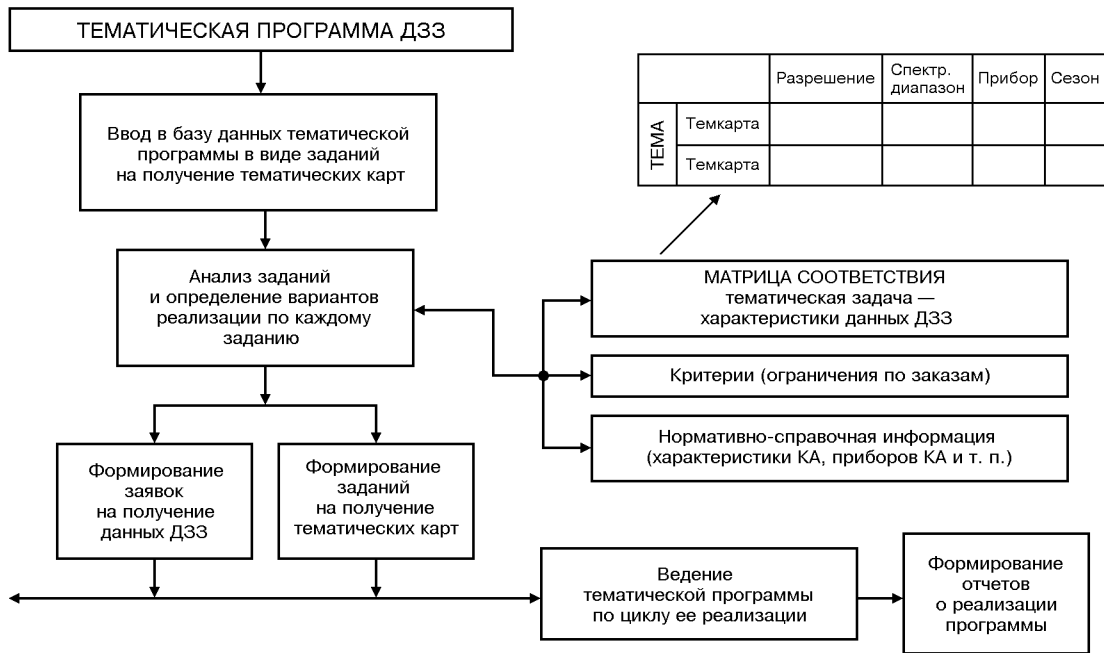 ТЕМАТИЧЕСКАЯ ПРОГРАММА ДЗЗ
Ввод в базу данных тематической
программы в виде заданий
на получение тематических карт
Разрешение
Спектр.
диапазон
Прибор
Сезон
ТЕМА
Темкарта
Темкарта
Анализ заданий
и определение вариантов
реализации по каждому
заданию
МАТРИЦА СООТВЕТСТВИЯ
тематическая задача —
характеристики данных ДЗЗ
Критерии (ограничения по заказам)
Нормативно-справочная информация
(характеристики КА, приборов КА и т. п.)
Формирование
заявок
на получение
данных ДЗЗ
Формирование
заданий
на получение
тематических карт
Ведение
тематической программы
по циклу ее реализации
Формирование
отчетов
о реализации
программы